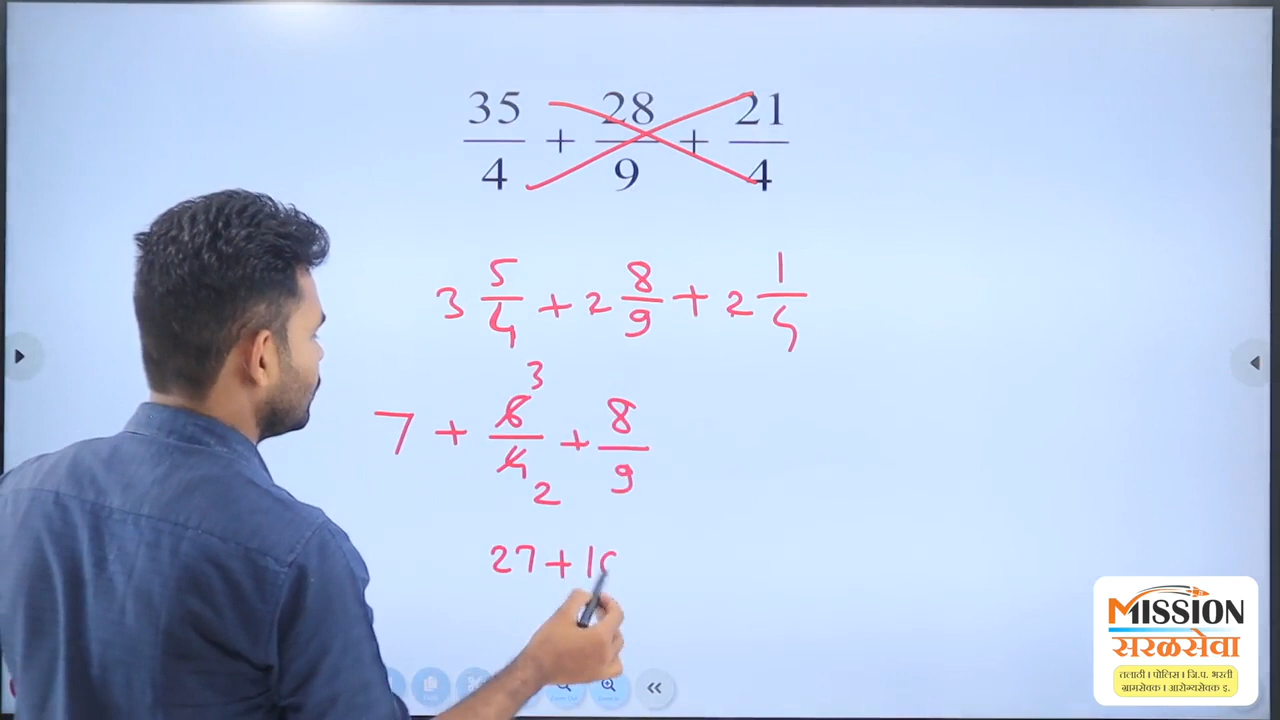 35/4 + 28/9 + 21/4
3 5/4 + 2 8/9 + 2 1/4
7 + 6/4 + 8/9
3
2
27 + 1
MISSION
सरळसेवा
तलाठी । पोलिस । जि.प. भरती
ग्रामसेवक । आरोग्यसेवक इ.